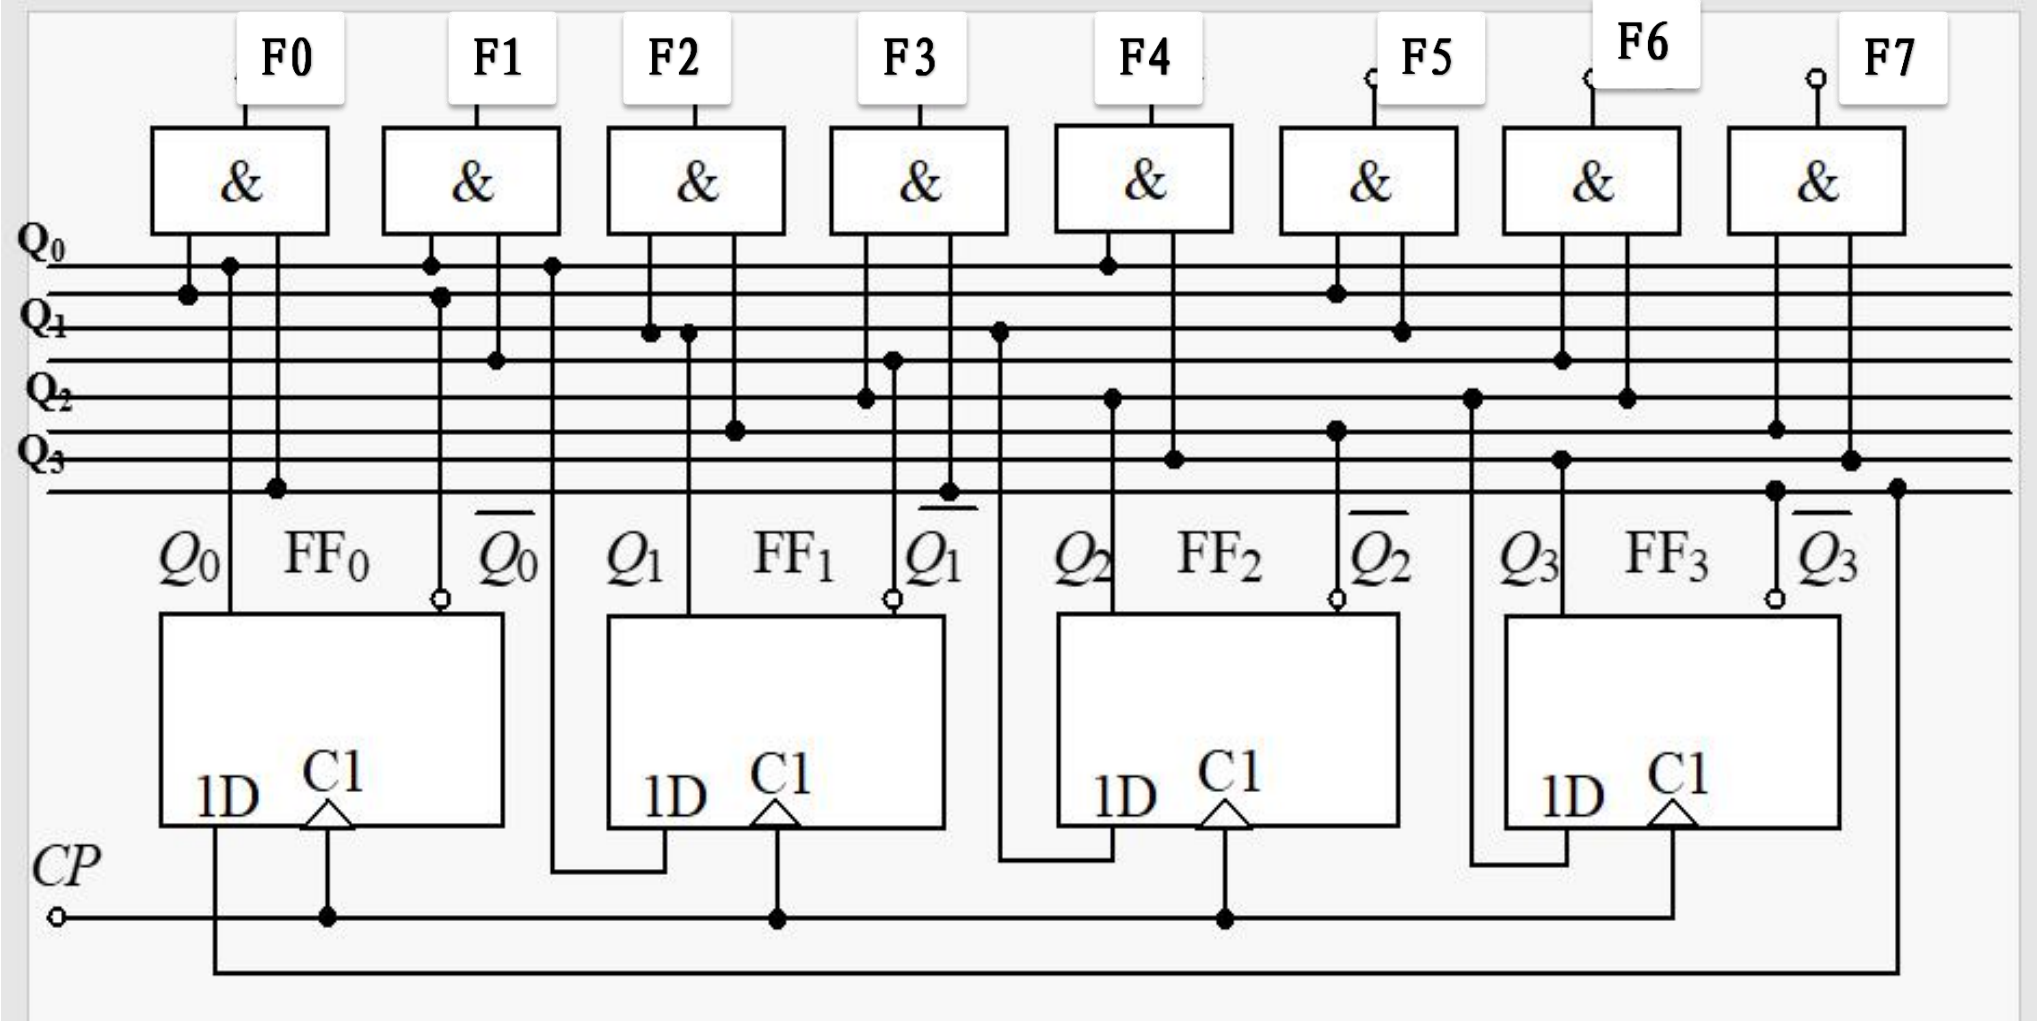 F0 F1 F2 F3 F4 F5 F6 F7
& & & & & & & &
Q₀
Q₁
Q₂
Q₃
Q₀ FF₀ Q̅₀ Q₁ FF₁ Q̅₁ Q₂ FF₂ Q̅₂ Q₃ FF₃ Q̅₃
1D C1 1D C1 1D C1 1D C1
CP